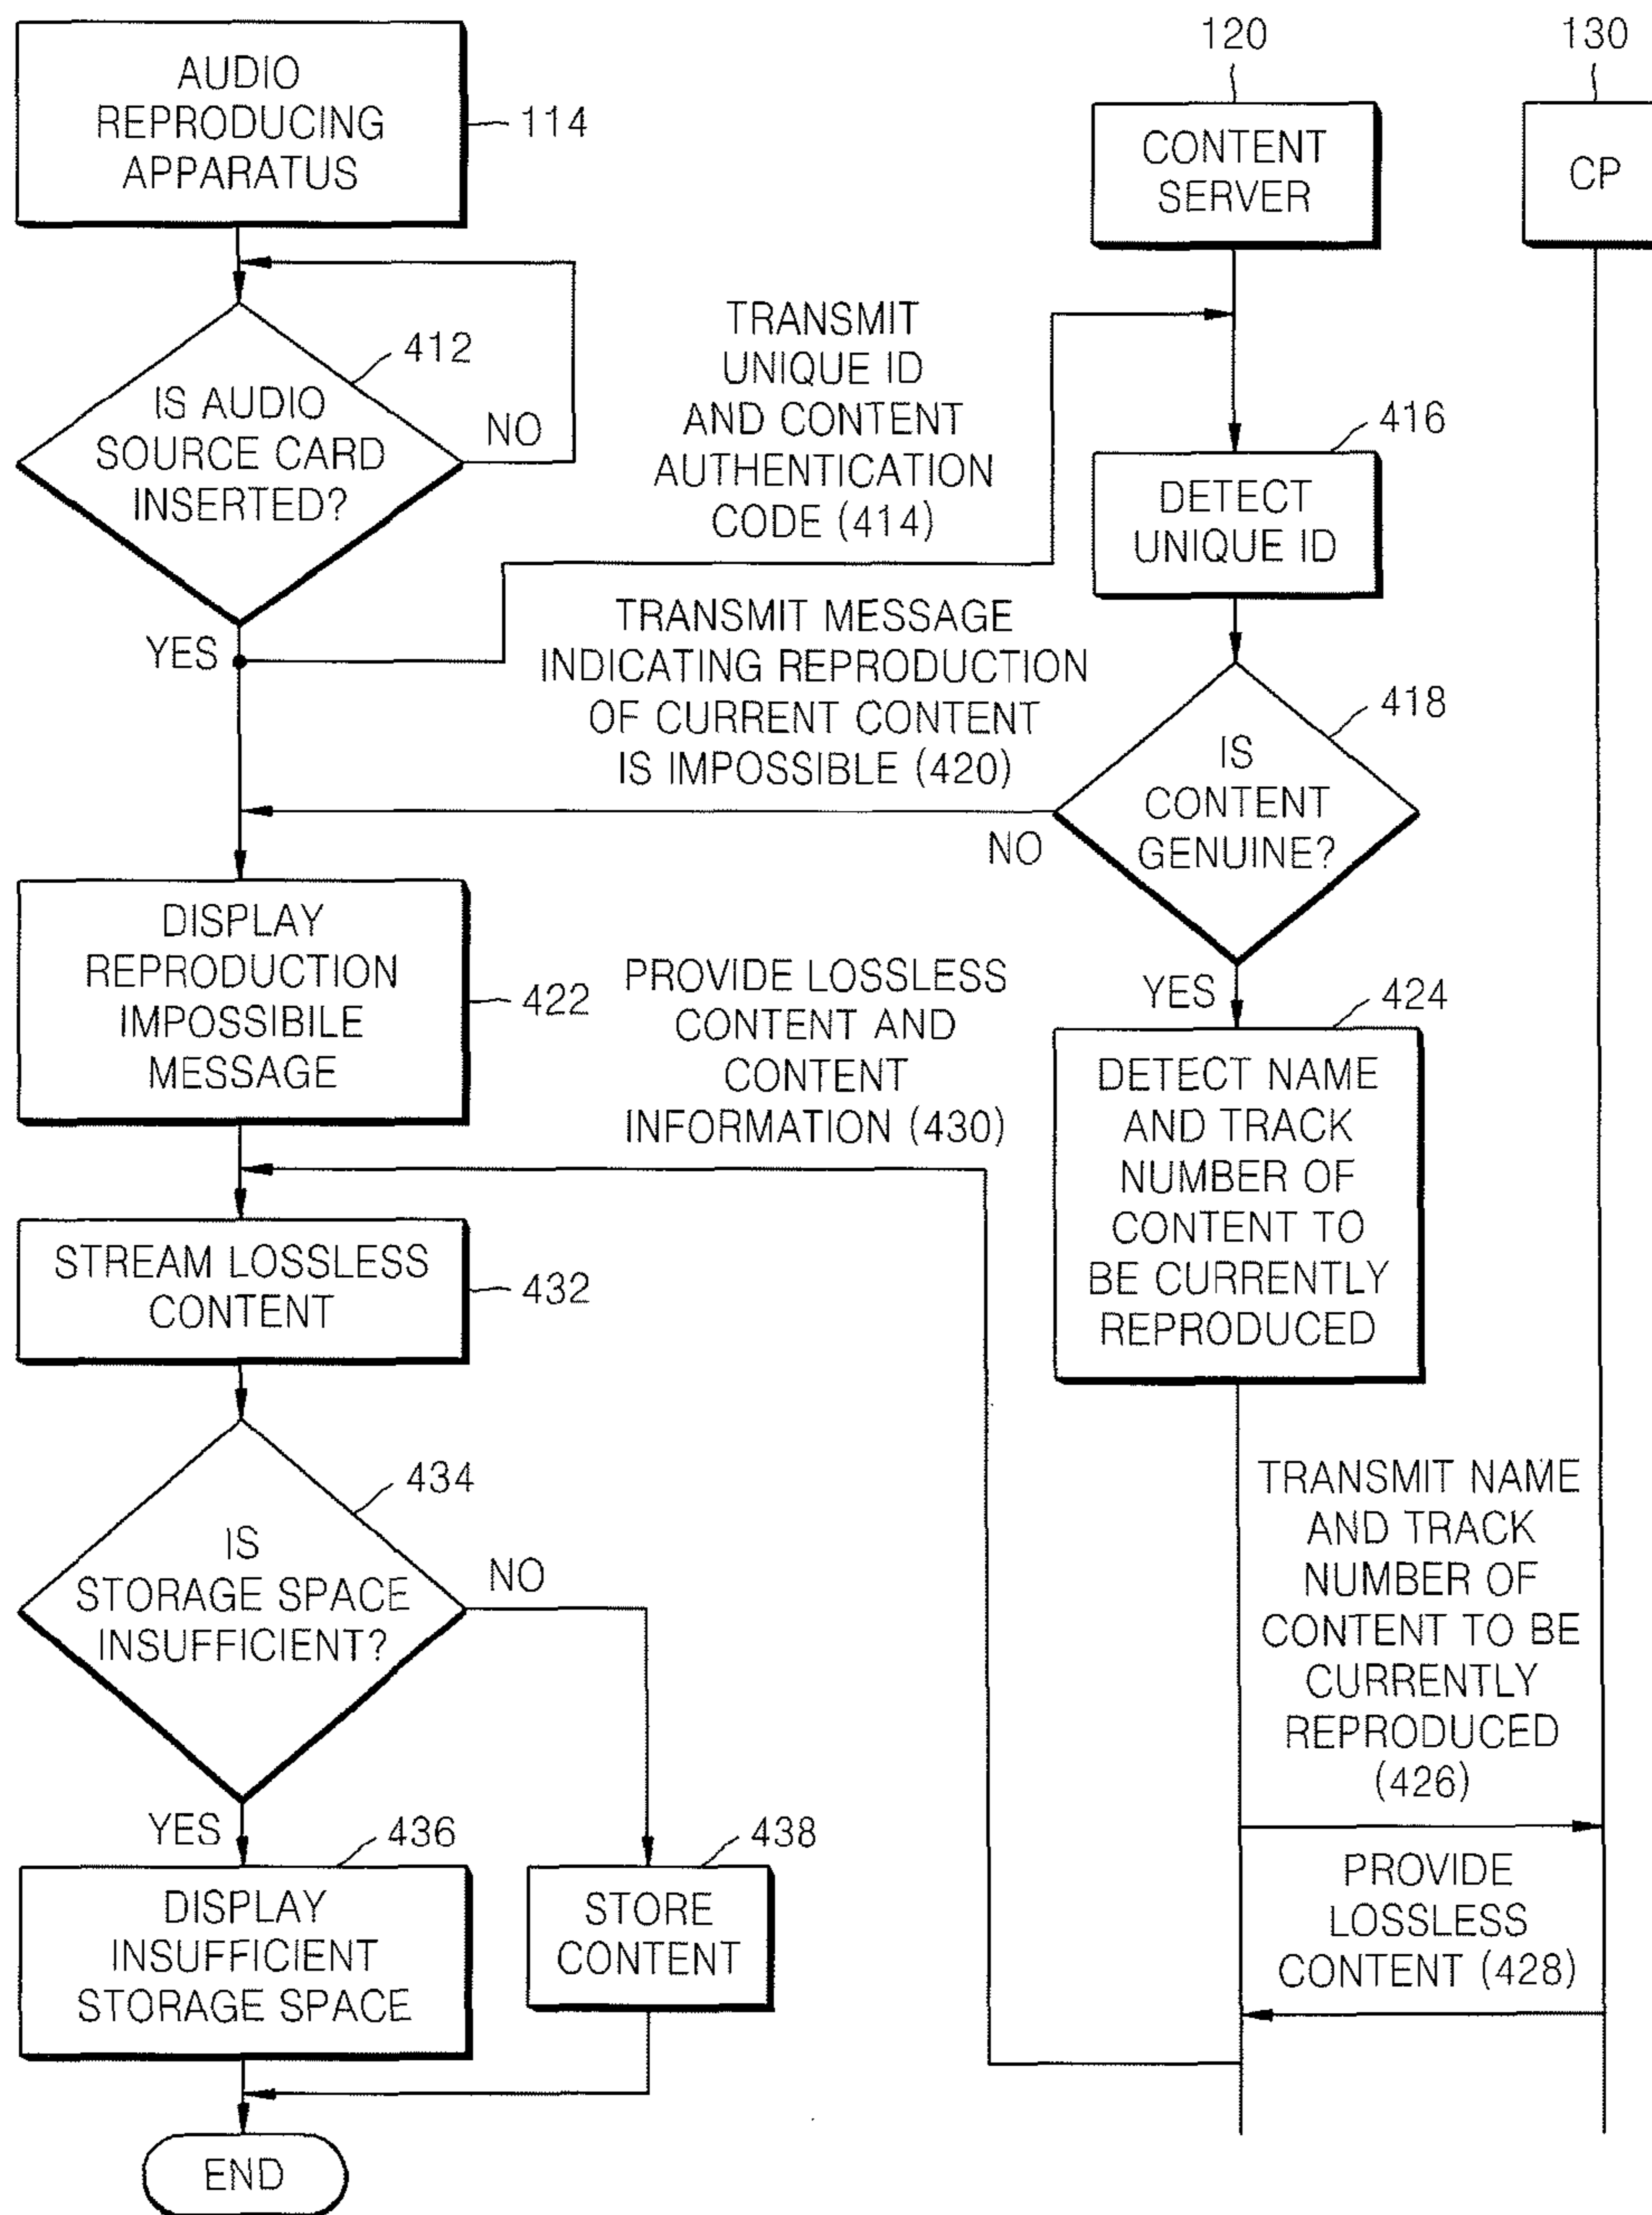 AUDIO
REPRODUCING
APPARATUS
114
120
CONTENT
SERVER
130
CP
412
IS AUDIO
SOURCE CARD
INSERTED?
NO
YES
TRANSMIT
UNIQUE ID
AND CONTENT
AUTHENTICATION
CODE (414)
416
DETECT
UNIQUE ID
TRANSMIT MESSAGE
INDICATING REPRODUCTION
OF CURRENT CONTENT
IS IMPOSSIBLE (420)
418
IS
CONTENT
GENUINE?
NO
YES
DISPLAY
REPRODUCTION
IMPOSSIBILE
MESSAGE
422
PROVIDE LOSSLESS
CONTENT AND
CONTENT
INFORMATION (430)
424
DETECT NAME
AND TRACK
NUMBER OF
CONTENT TO
BE CURRENTLY
REPRODUCED
STREAM LOSSLESS
CONTENT
432
434
IS
STORAGE SPACE
INSUFFICIENT?
NO
YES
TRANSMIT NAME
AND TRACK
NUMBER OF
CONTENT TO BE
CURRENTLY
REPRODUCED
(426)
436
DISPLAY
INSUFFICIENT
STORAGE SPACE
438
STORE
CONTENT
PROVIDE
LOSSLESS
CONTENT (428)
END